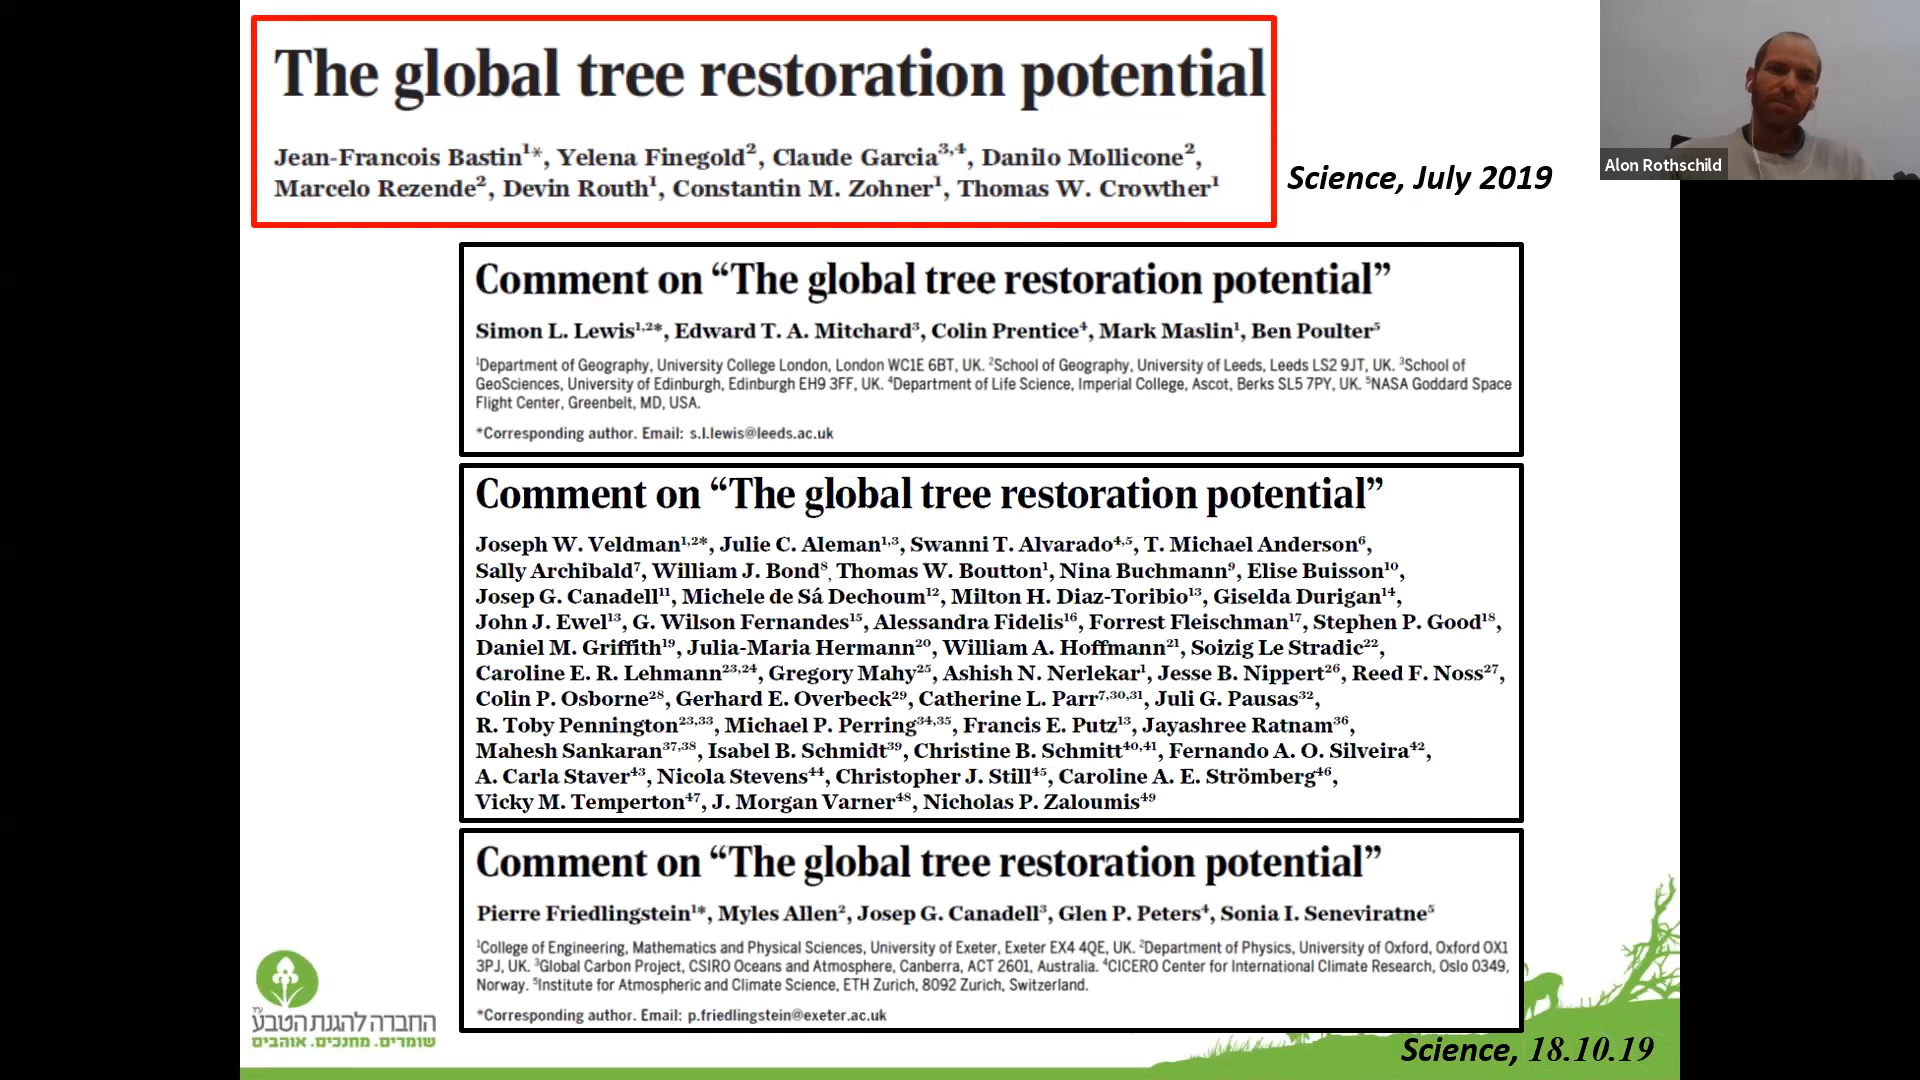 The global tree restoration potential
Jean-Francois Bastin¹*, Yelena Finegold², Claude Garcia³,⁴, Danilo Mollicone²,
Marcelo Rezende², Devin Routh¹, Constantin M. Zohner¹, Thomas W. Crowther¹
Science, July 2019
Alon Rothschild
Comment on “The global tree restoration potential”
Simon L. Lewis¹,²*, Edward T. A. Mitchard³, Colin Prentice⁴, Mark Maslin¹, Ben Poulter⁵
¹Department of Geography, University College London, London WC1E 6BT, UK. ²School of Geography, University of Leeds, Leeds LS2 9JT, UK. ³School of
GeoSciences, University of Edinburgh, Edinburgh EH9 3FF, UK. ⁴Department of Life Science, Imperial College, Ascot, Berks SL5 7PY, UK. ⁵NASA Goddard Space
Flight Center, Greenbelt, MD, USA.
*Corresponding author. Email: s.l.lewis@leeds.ac.uk
Comment on “The global tree restoration potential”
Joseph W. Veldman¹,²*, Julie C. Aleman¹,³, Swanni T. Alvarado⁴,⁵, T. Michael Anderson⁶,
Sally Archibald⁷, William J. Bond⁸, Thomas W. Boutton¹, Nina Buchmann⁹, Elise Buisson¹⁰,
Josep G. Canadell¹¹, Michele de Sá Dechoum¹², Milton H. Diaz-Toribio¹³, Giselda Durigan¹⁴,
John J. Ewel¹³, G. Wilson Fernandes¹⁵, Alessandra Fidelis¹⁶, Forrest Fleischman¹⁷, Stephen P. Good¹⁸,
Daniel M. Griffith¹⁹, Julia-Maria Hermann²⁰, William A. Hoffmann²¹, Soizig Le Stradic²²,
Caroline E. R. Lehmann²³,²⁴, Gregory Mahy²⁵, Ashish N. Nerlekar¹, Jesse B. Nippert²⁶, Reed F. Noss²⁷,
Colin P. Osborne²⁸, Gerhard E. Overbeck²⁹, Catherine L. Parr⁷,³⁰,³¹, Juli G. Pausas³²,
R. Toby Pennington²³,³³, Michael P. Perring³⁴,³⁵, Francis E. Putz¹³, Jayashree Ratnam³⁶,
Mahesh Sankaran³⁷,³⁸, Isabel B. Schmidt³⁹, Christine B. Schmitt⁴⁰,⁴¹, Fernando A. O. Silveira⁴²,
A. Carla Staver⁴³, Nicola Stevens⁴⁴, Christopher J. Still⁴⁵, Caroline A. E. Strömberg⁴⁶,
Vicky M. Temperton⁴⁷, J. Morgan Varner⁴⁸, Nicholas P. Zaloumis⁴⁹
Comment on “The global tree restoration potential”
Pierre Friedlingstein¹*, Myles Allen², Josep G. Canadell³, Glen P. Peters⁴, Sonia I. Seneviratne⁵
¹College of Engineering, Mathematics and Physical Sciences, University of Exeter, Exeter EX4 4QE, UK. ²Department of Physics, University of Oxford, Oxford OX1
3PJ, UK. ³Global Carbon Project, CSIRO Oceans and Atmosphere, Canberra, ACT 2601, Australia. ⁴CICERO Center for International Climate Research, Oslo 0349,
Norway. ⁵Institute for Atmospheric and Climate Science, ETH Zurich, 8092 Zurich, Switzerland.
*Corresponding author. Email: p.friedlingstein@exeter.ac.uk
החברה להגנת הטבע ע״ר
שומרים. מחנכים. אוהבים
Science, 18.10.19